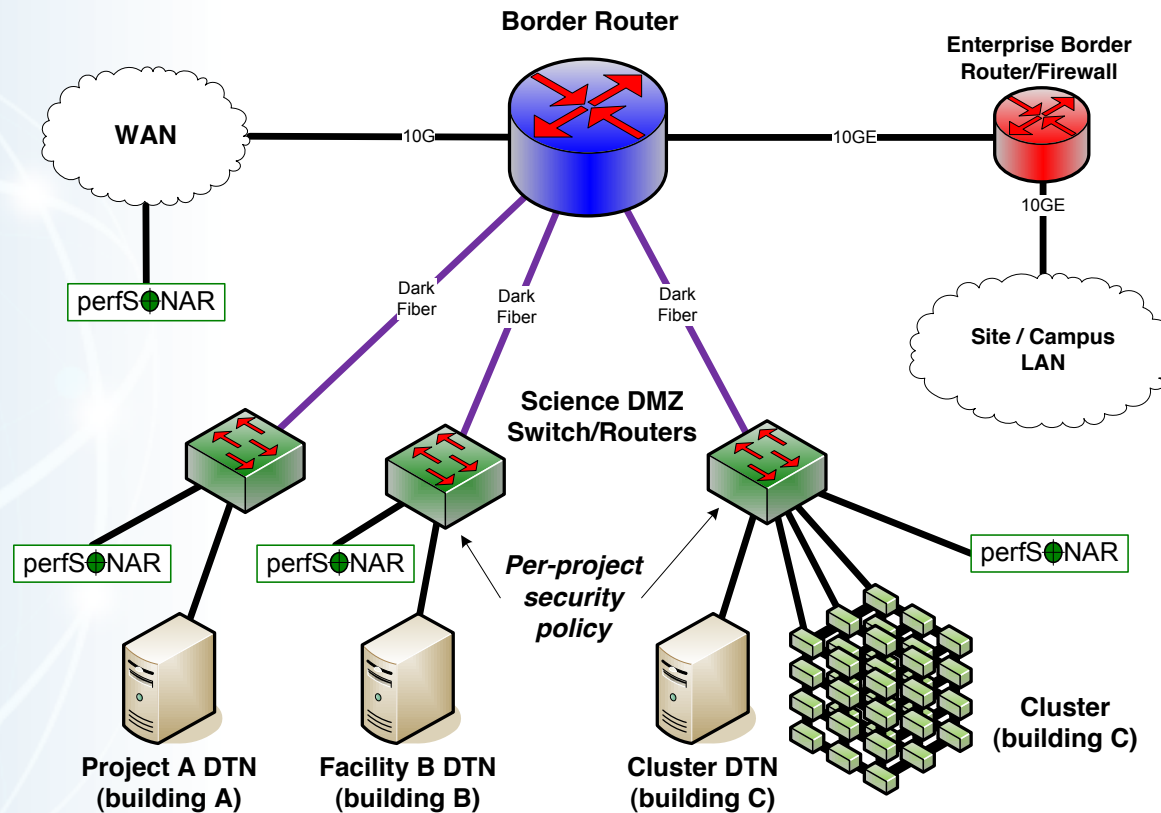 Border Router
Enterprise Border
Router/Firewall
WAN
10G
10GE
10GE
perfSONAR
Dark
Fiber
Dark
Fiber
Dark
Fiber
Site / Campus
LAN
Science DMZ
Switch/Routers
perfSONAR
perfSONAR
perfSONAR
Per-project
security
policy
Project A DTN
(building A)
Facility B DTN
(building B)
Cluster DTN
(building C)
Cluster
(building C)